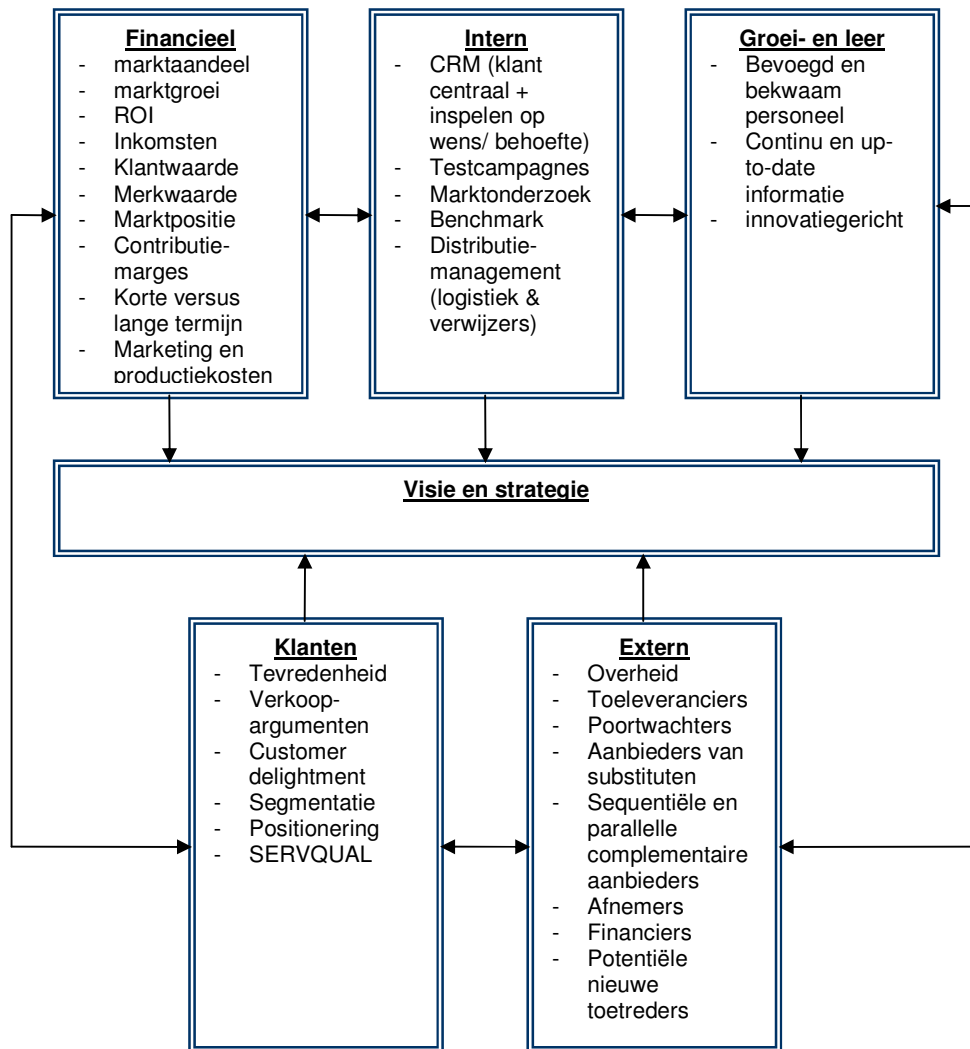 Financieel
- marktaandeel
- marktgroei
- ROI
- Inkomsten
- Klantwaarde
- Merkwaarde
- Marktpositie
- Contributie-
marges
- Korte versus
lange termijn
- Marketing en
productiekosten
Intern
- CRM (klant
centraal +
inspelen op
wens/ behoefte)
- Testcampagnes
- Marktonderzoek
- Benchmark
- Distributie-
management
(logistiek &
verwijzers)
Groei- en leer
- Bevoegd en
bekwaam
personeel
- Continu en up-
to-date
informatie
- innovatiegericht
Visie en strategie
Klanten
- Tevredenheid
- Verkoop-
argumenten
- Customer
delightment
- Segmentatie
- Positionering
- SERVQUAL
Extern
- Overheid
- Toeleveranciers
- Poortwachters
- Aanbieders van
substituten
- Sequentiële en
parallelle
complementaire
aanbieders
- Afnemers
- Financiers
- Potentiële
nieuwe
toetreders